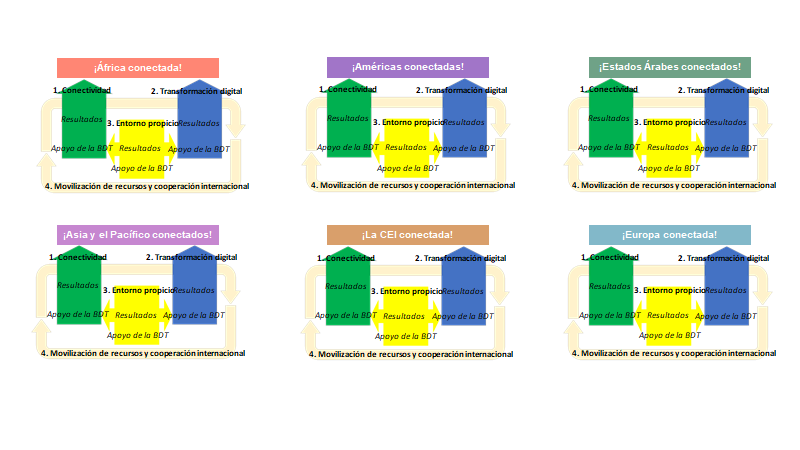 ¡África conectada!
1. Conectividad
2. Transformación digital
Resultados
3. Entorno propicio
Resultados
Apoyo de la BDT
Resultados
Apoyo de la BDT
Apoyo de la BDT
4. Movilización de recursos y cooperación internacional
¡Américas conectadas!
1. Conectividad
2. Transformación digital
Resultados
3. Entorno propicio
Resultados
Apoyo de la BDT
Resultados
Apoyo de la BDT
Apoyo de la BDT
4. Movilización de recursos y cooperación internacional
¡Estados Árabes conectados!
1. Conectividad
2. Transformación digital
Resultados
3. Entorno propicio
Resultados
Apoyo de la BDT
Resultados
Apoyo de la BDT
Apoyo de la BDT
4. Movilización de recursos y cooperación internacional
¡Asia y el Pacífico conectados!
1. Conectividad
2. Transformación digital
Resultados
3. Entorno propicio
Resultados
Apoyo de la BDT
Resultados
Apoyo de la BDT
Apoyo de la BDT
4. Movilización de recursos y cooperación internacional
¡La CEI conectada!
1. Conectividad
2. Transformación digital
Resultados
3. Entorno propicio
Resultados
Apoyo de la BDT
Resultados
Apoyo de la BDT
Apoyo de la BDT
4. Movilización de recursos y cooperación internacional
¡Europa conectada!
1. Conectividad
2. Transformación digital
Resultados
3. Entorno propicio
Resultados
Apoyo de la BDT
Resultados
Apoyo de la BDT
Apoyo de la BDT
4. Movilización de recursos y cooperación internacional